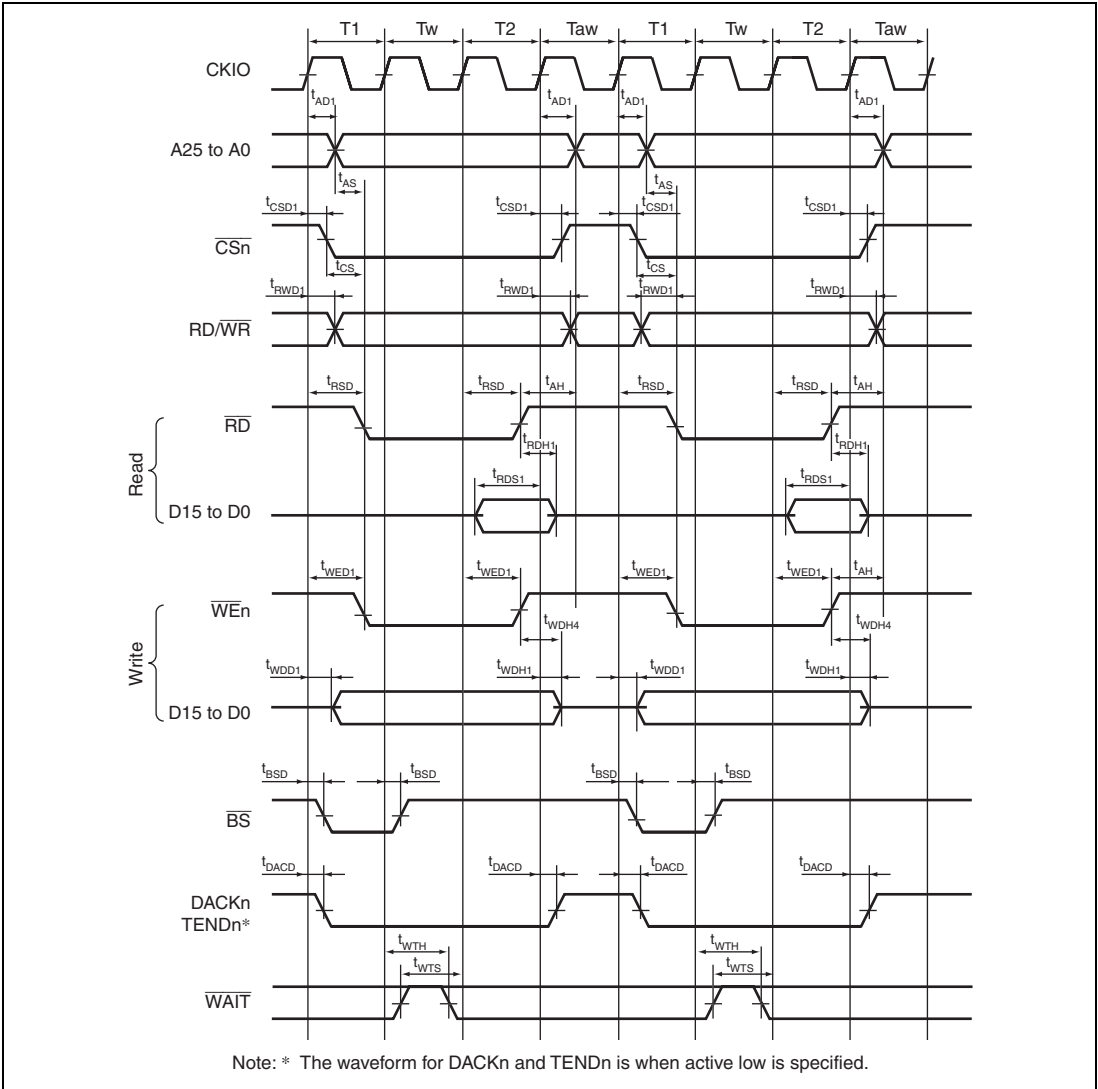 T1 Tw T2 Taw T1 Tw T2 Taw
CKIO
tAD1 tAD1 tAD1 tAD1
A25 to A0
tAS tAS
tCSD1 tCSD1 tCSD1 tCSD1
CSn
tCS tCS
tRWD1 tRWD1 tRWD1 tRWD1
RD/WR
tRSD tRSD tAH tRSD tRSD tAH
RD
tRDH1 tRDH1
Read
tRDS1 tRDS1
D15 to D0
tWED1 tWED1 tAH tWED1 tWED1 tAH
WEn
tWDH4 tWDH4
Write
tWDD1 tWDH1 tWDD1 tWDH1
D15 to D0
tBSD tBSD tBSD tBSD
BS
tDACD tDACD tDACD tDACD
DACKn
TENDn*
tWTH tWTH
tWTS tWTS
WAIT
Note: * The waveform for DACKn and TENDn is when active low is specified.